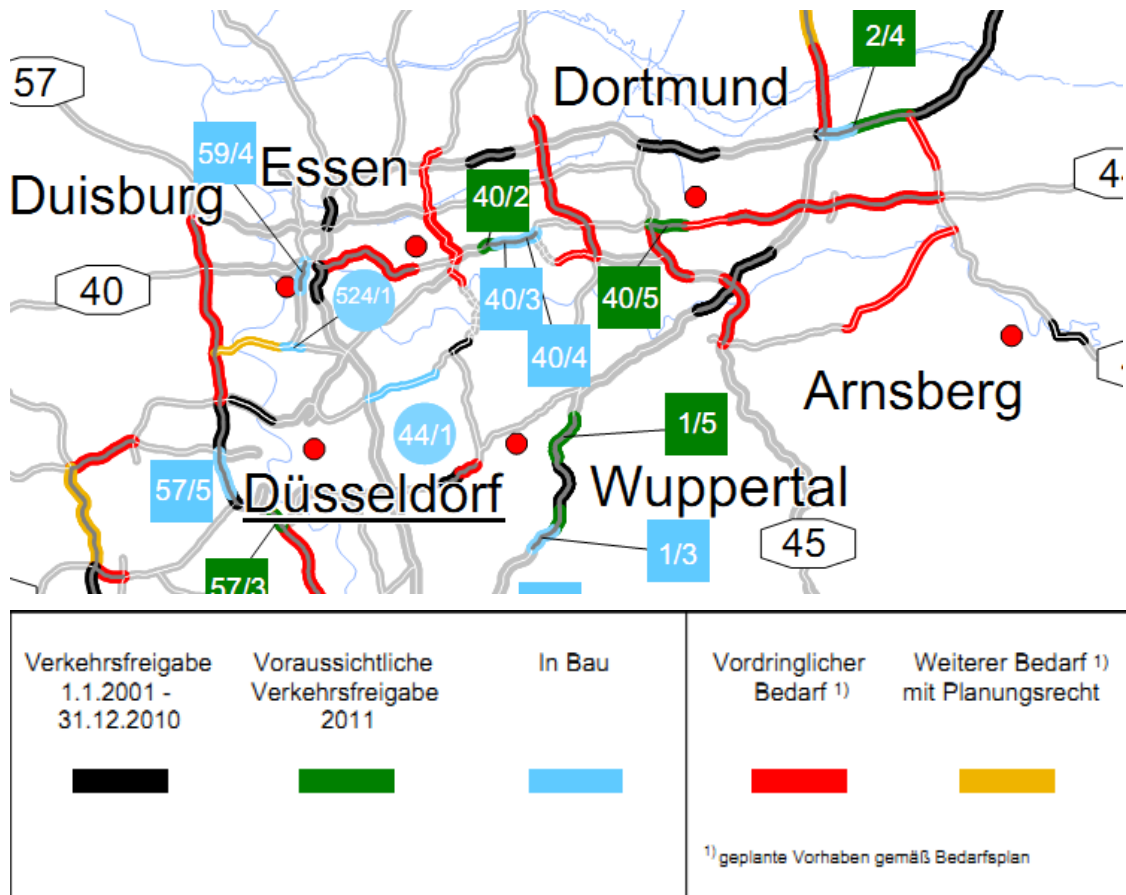 2/4
57
Dortmund
59/4
Essen
44
Duisburg
40/2
40
524/1
40/3
40/5
40/4
Arnsberg
1/5
44/1
57/5
Düsseldorf
Wuppertal
45
1/3
57/3
Verkehrsfreigabe
1.1.2001 -
31.12.2010
Voraussichtliche
Verkehrsfreigabe
2011
In Bau
Vordringlicher
Bedarf 1)
Weiterer Bedarf 1)
mit Planungsrecht
1) geplante Vorhaben gemäß Bedarfsplan